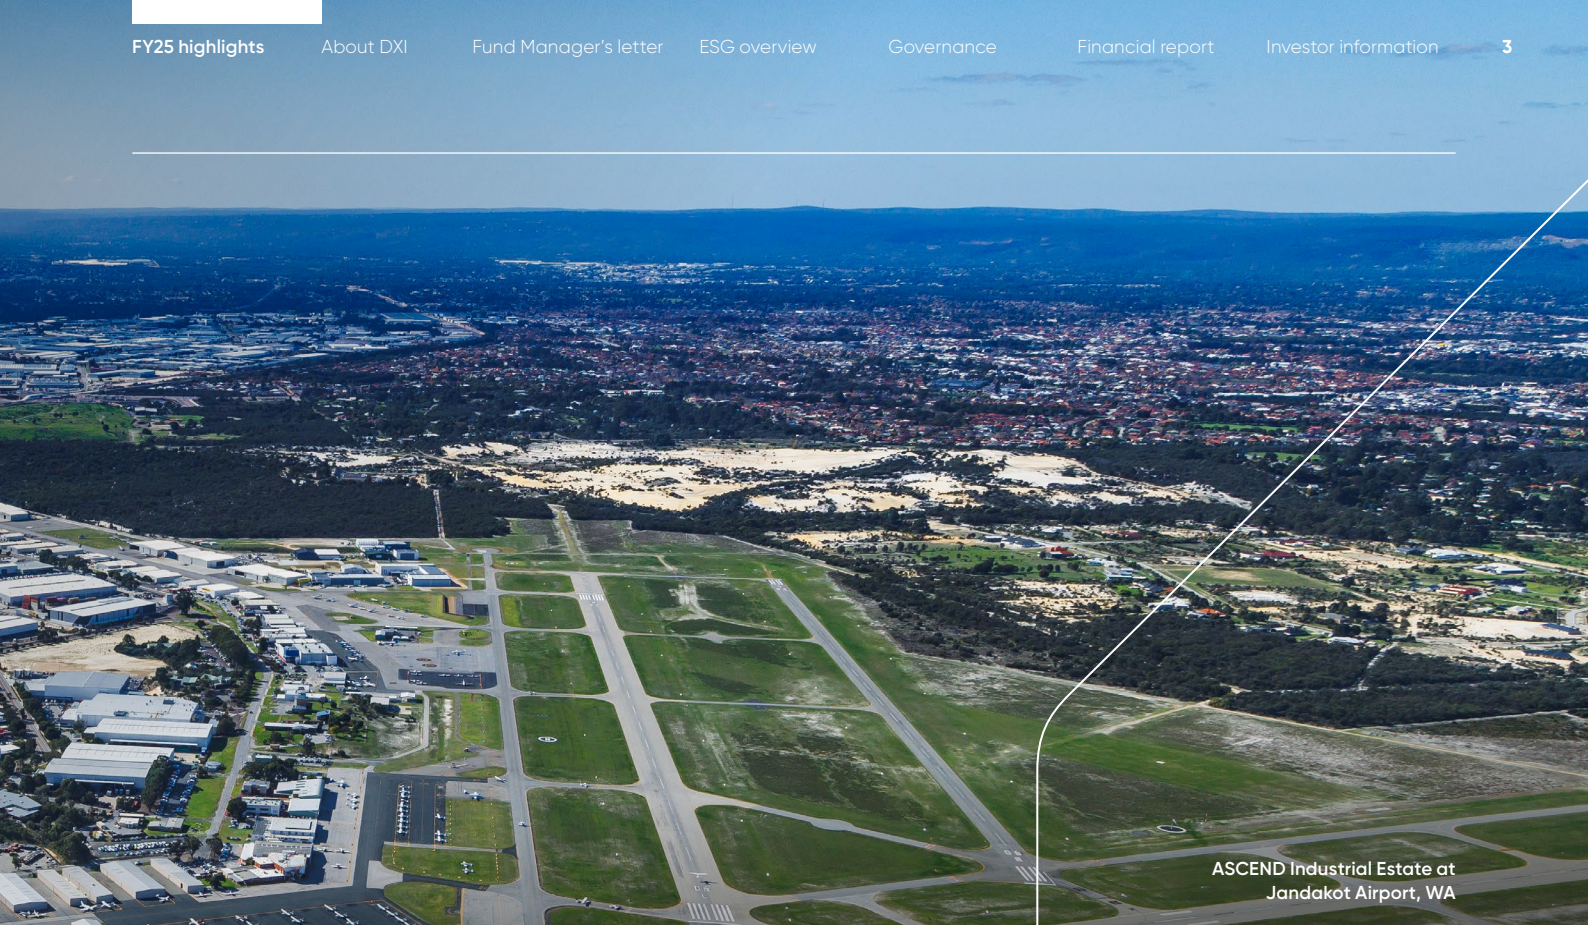 FY25 highlights About DXI Fund Manager’s letter ESG overview Governance Financial report Investor information 3
ASCEND Industrial Estate at
Jandakot Airport, WA